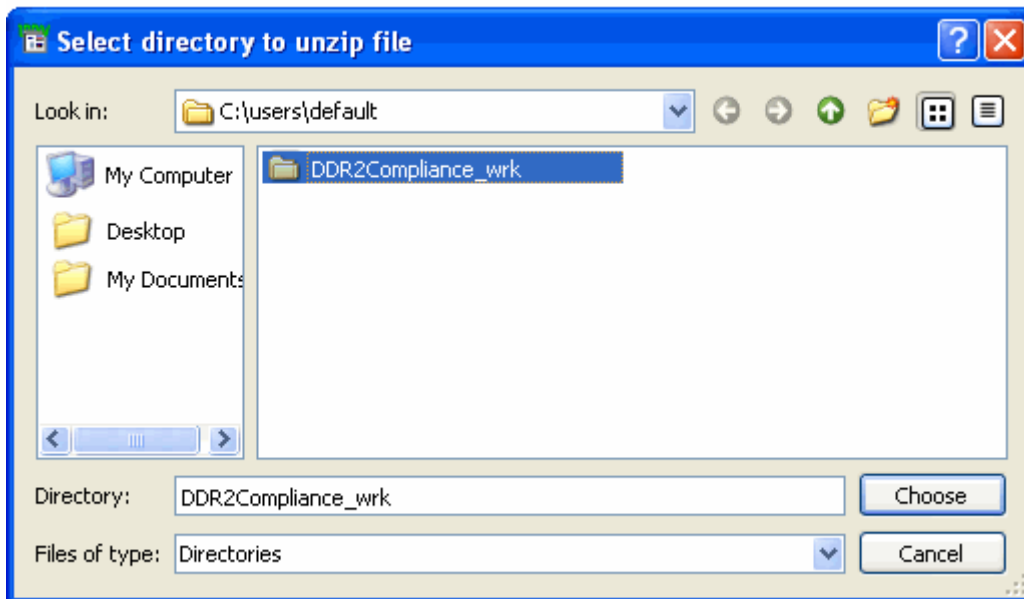 Select directory to unzip file
Look in: C:\users\default
My Computer
Desktop
My Documents
DDR2Compliance_wrk
Directory: DDR2Compliance_wrk Choose
Files of type: Directories Cancel